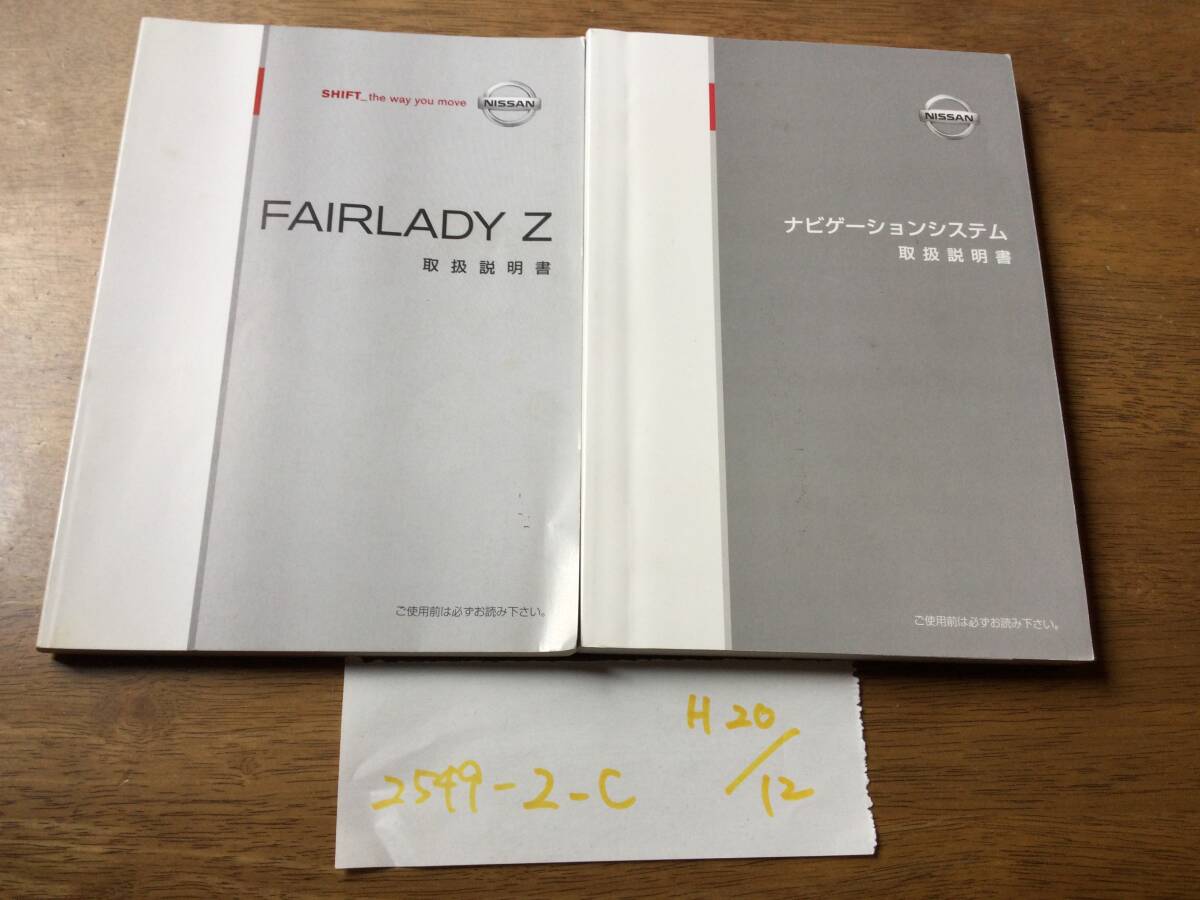 SHIFT_the way you move
NISSAN
FAIRLADY Z
取扱説明書
ご使用前は必ずお読み下さい。
NISSAN
ナビゲーションシステム
取扱説明書
ご使用前は必ずお読み下さい。
H20/12
2549-2-C